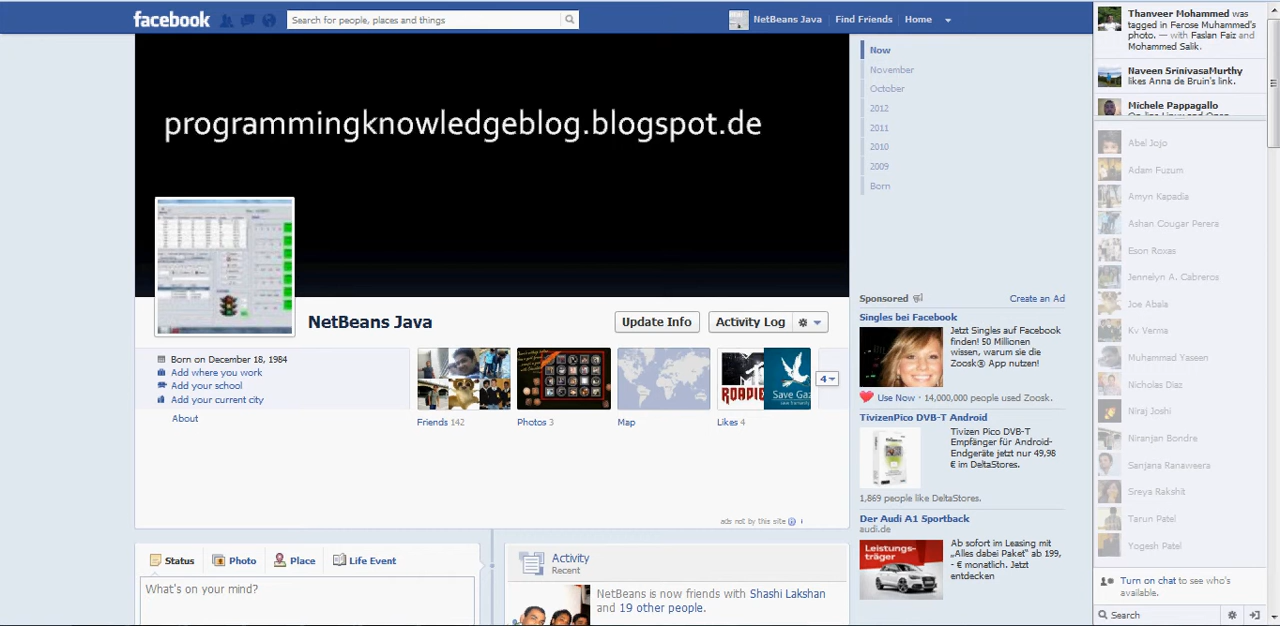 facebook
Search for people, places and things
NetBeans Java
Find Friends
Home
programmingknowledgeblog.blogspot.de
NetBeans Java
Update Info
Activity Log
Born on December 18, 1984
Add where you work
Add your school
Add your current city
About
Friends 142
Photos 3
Map
ROADIES
Save Gaz
Likes 4
4
ads not by this site
Status
Photo
Place
Life Event
What's on your mind?
Activity
Recent
NetBeans is now friends with Shashi Lakshan
and 19 other people.
Now
November
October
2012
2011
2010
2009
Born
Sponsored
Create an Ad
Singles bei Facebook
Jetzt Singles auf Facebook
finden! 50 Millionen
wissen, warum sie die
Zoosk® App nutzen!
Use Now · 14,000,000 people used Zoosk.
TivizenPico DVB-T Android
Tivizen Pico DVB-T
Empfänger für Android-
Endgeräte jetzt nur 49,98
€ im DeltaStores.
1,869 people like DeltaStores.
Der Audi A1 Sportback
audi.de
Leistungs-
träger
Ab sofort im Leasing mit
„Alles dabei Paket“ ab 199,
- € monatlich. Jetzt
entdecken
Thanveer Mohammed was
tagged in Ferose Muhammed's
photo. — with Faslan Faiz and
Mohammed Salik.
Naveen SrinivasaMurthy
likes Anna de Bruin's link.
Michele Pappagallo
Abel Jojo
Adam Fuzum
Amyn Kapadia
Ashan Cougar Perera
Eson Roxas
Jennelyn A. Cabreros
Joe Abala
Kv Verma
Muhammad Yaseen
Nicholas Diaz
Niraj Joshi
Niranjan Bondre
Sanjana Ranaweera
Sreya Rakshit
Tarun Patel
Yogesh Patel
Turn on chat to see who's
available.
Search